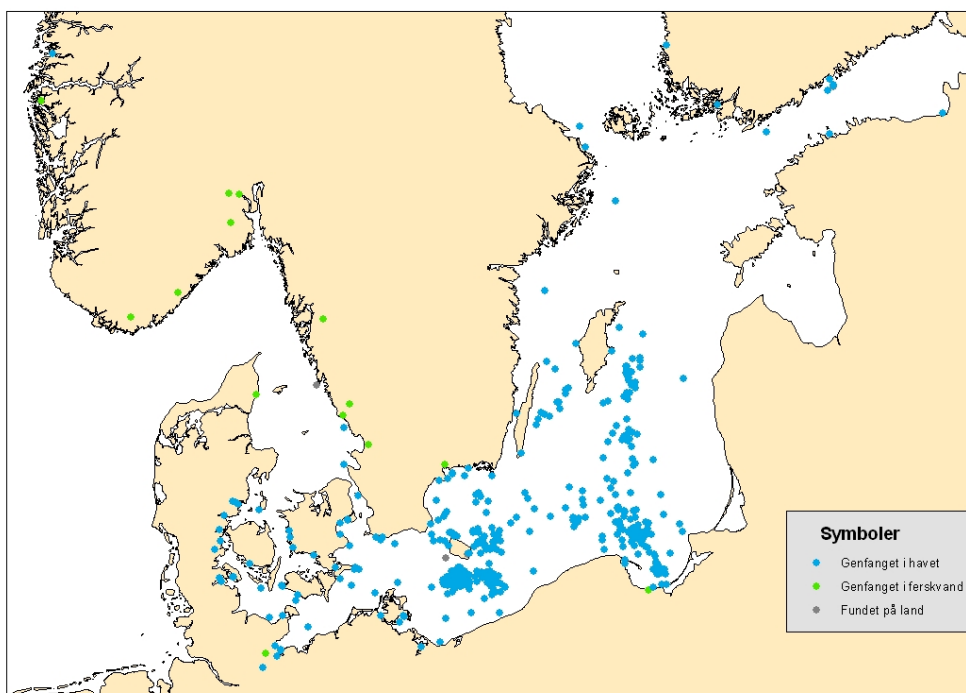 Symboler
Genfanget i havet
Genfanget i ferskvand
Fundet på land